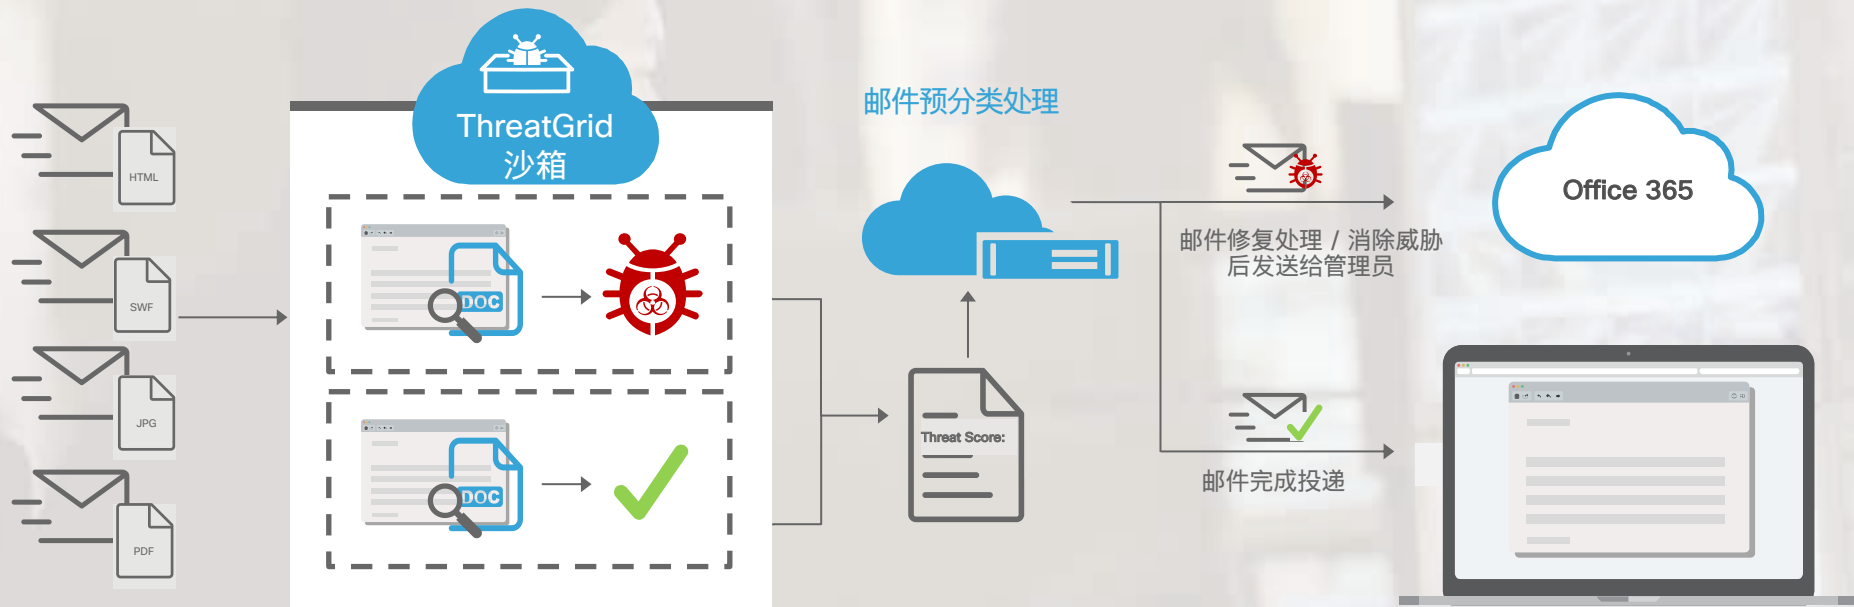 HTML
SWF
JPG
PDF
ThreatGrid
沙箱
DOC
DOC
邮件预分类处理
Threat Score:
邮件修复处理 / 消除威胁
后发送给管理员
邮件完成投递
Office 365